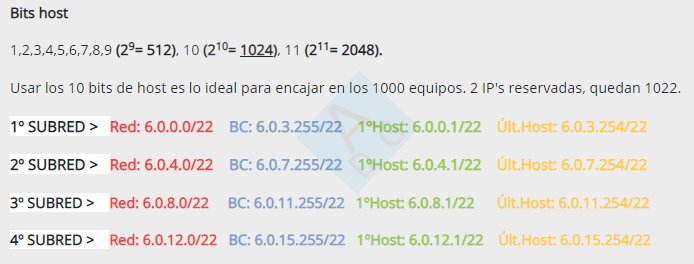 Bits host
1,2,3,4,5,6,7,8,9 (2⁹= 512), 10 (2¹⁰= 1024), 11 (2¹¹= 2048).
Usar los 10 bits de host es lo ideal para encajar en los 1000 equipos. 2 IP's reservadas, quedan 1022.
1º SUBRED > Red: 6.0.0.0/22 BC: 6.0.3.255/22 1ºHost: 6.0.0.1/22 Últ.Host: 6.0.3.254/22
2º SUBRED > Red: 6.0.4.0/22 BC: 6.0.7.255/22 1ºHost: 6.0.4.1/22 Últ.Host: 6.0.7.254/22
3º SUBRED > Red: 6.0.8.0/22 BC: 6.0.11.255/22 1ºHost: 6.0.8.1/22 Últ.Host: 6.0.11.254/22
4º SUBRED > Red: 6.0.12.0/22 BC: 6.0.15.255/22 1ºHost: 6.0.12.1/22 Últ.Host: 6.0.15.254/22